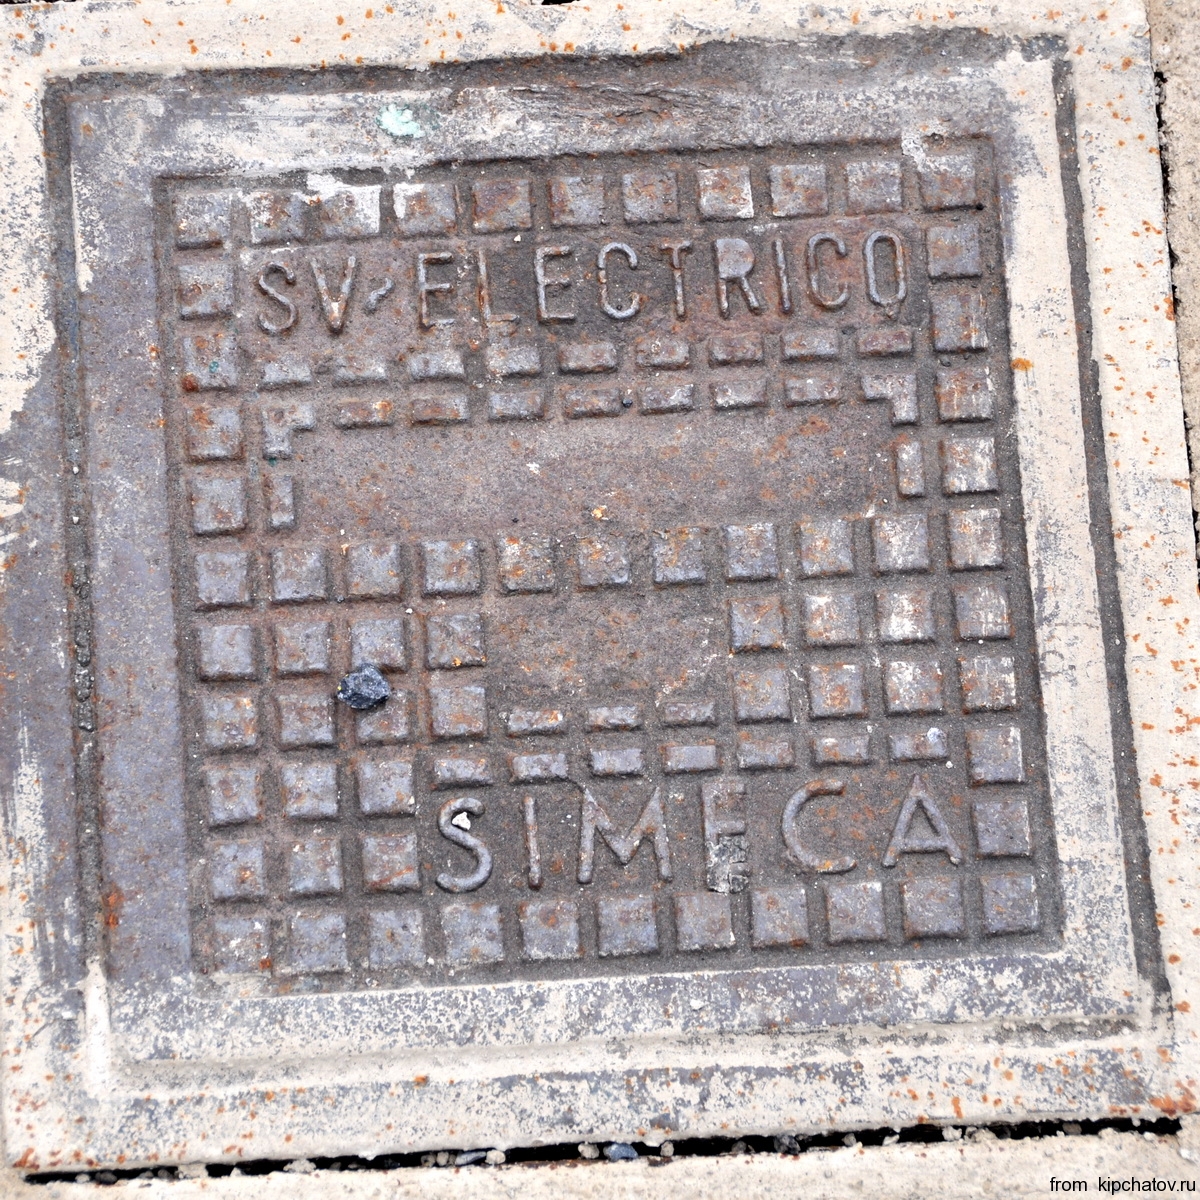 SV. ELECTRICO
SIMECA
from kipchatov.ru